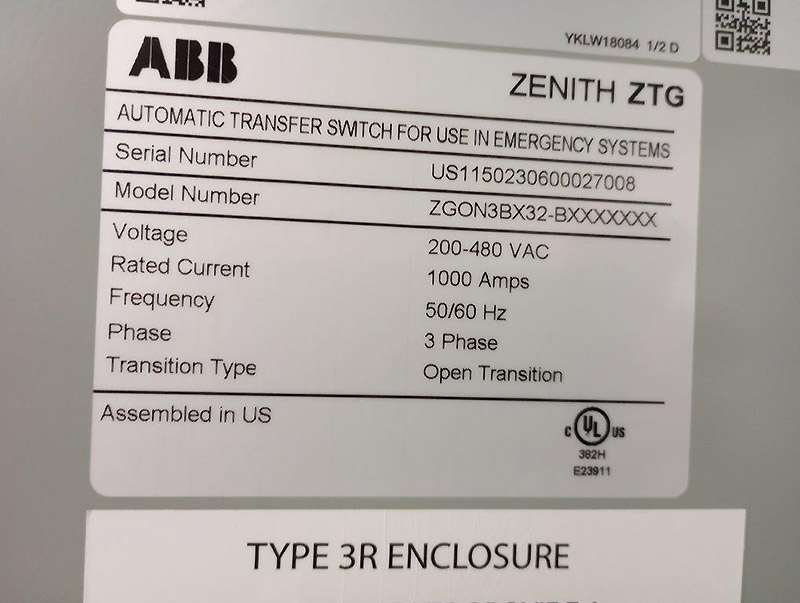 YKLW18084 1/2 D
ABB
ZENITH ZTG
AUTOMATIC TRANSFER SWITCH FOR USE IN EMERGENCY SYSTEMS
Serial Number US1150230600027008
Model Number ZGON3BX32-BXXXXXXX
Voltage 200-480 VAC
Rated Current 1000 Amps
Frequency 50/60 Hz
Phase 3 Phase
Transition Type Open Transition
Assembled in US
C UL US
382H
E23911
TYPE 3R ENCLOSURE